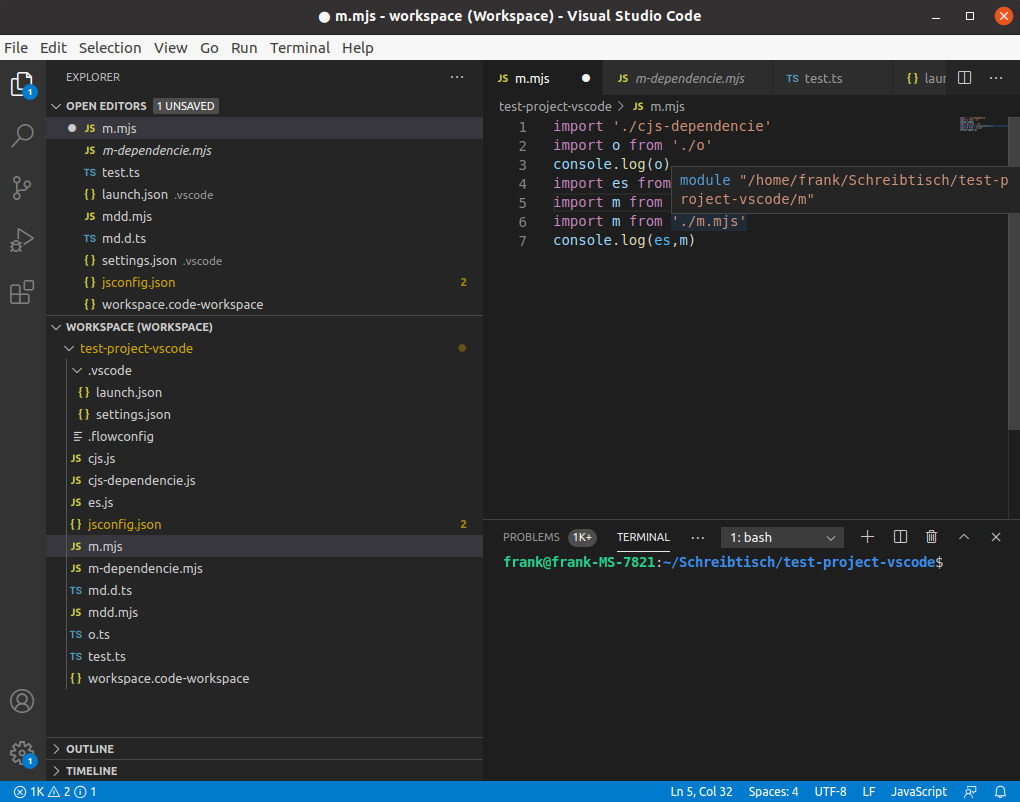 m.mjs - workspace (Workspace) - Visual Studio Code
File Edit Selection View Go Run Terminal Help
1
EXPLORER
OPEN EDITORS 1 UNSAVED
JS m.mjs
JS m-dependencie.mjs
TS test.ts
{} launch.json .vscode
JS mdd.mjs
TS md.d.ts
{} settings.json .vscode
{} jsconfig.json 2
{} workspace.code-workspace
WORKSPACE (WORKSPACE)
test-project-vscode
.vscode
{} launch.json
{} settings.json
.flowconfig
JS cjs.js
JS cjs-dependencie.js
JS es.js
{} jsconfig.json 2
JS m.mjs
JS m-dependencie.mjs
TS md.d.ts
JS mdd.mjs
TS o.ts
TS test.ts
{} workspace.code-workspace
OUTLINE
TIMELINE
1
JS m.mjs
JS m-dependencie.mjs
TS test.ts
{} laur
test-project-vscode > JS m.mjs
1 import './cjs-dependencie'
2 import o from './o'
3 console.log(o)
4 import es from
5 import m from
6 import m from './m.mjs'
7 console.log(es,m)
module "/home/frank/Schreibtisch/test-p
roject-vscode/m"
PROBLEMS 1K+ TERMINAL ... 1: bash
frank@frank-MS-7821:~/Schreibtisch/test-project-vscode$
1K 2 1 Ln 5, Col 32 Spaces: 4 UTF-8 LF JavaScript